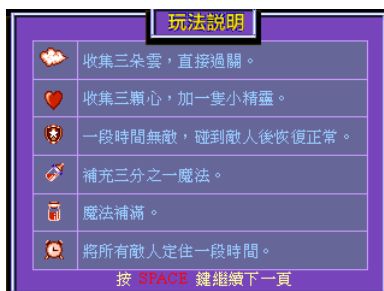 玩法説明
收集三朵雲，直接過關。
收集三顆心，加一隻小精靈。
一段時間無敵，碰到敵人後恢復正常。
補充三分之一魔法。
魔法補滿。
將所有敵人定住一段時間。
按 SPACE 鍵繼續下一頁